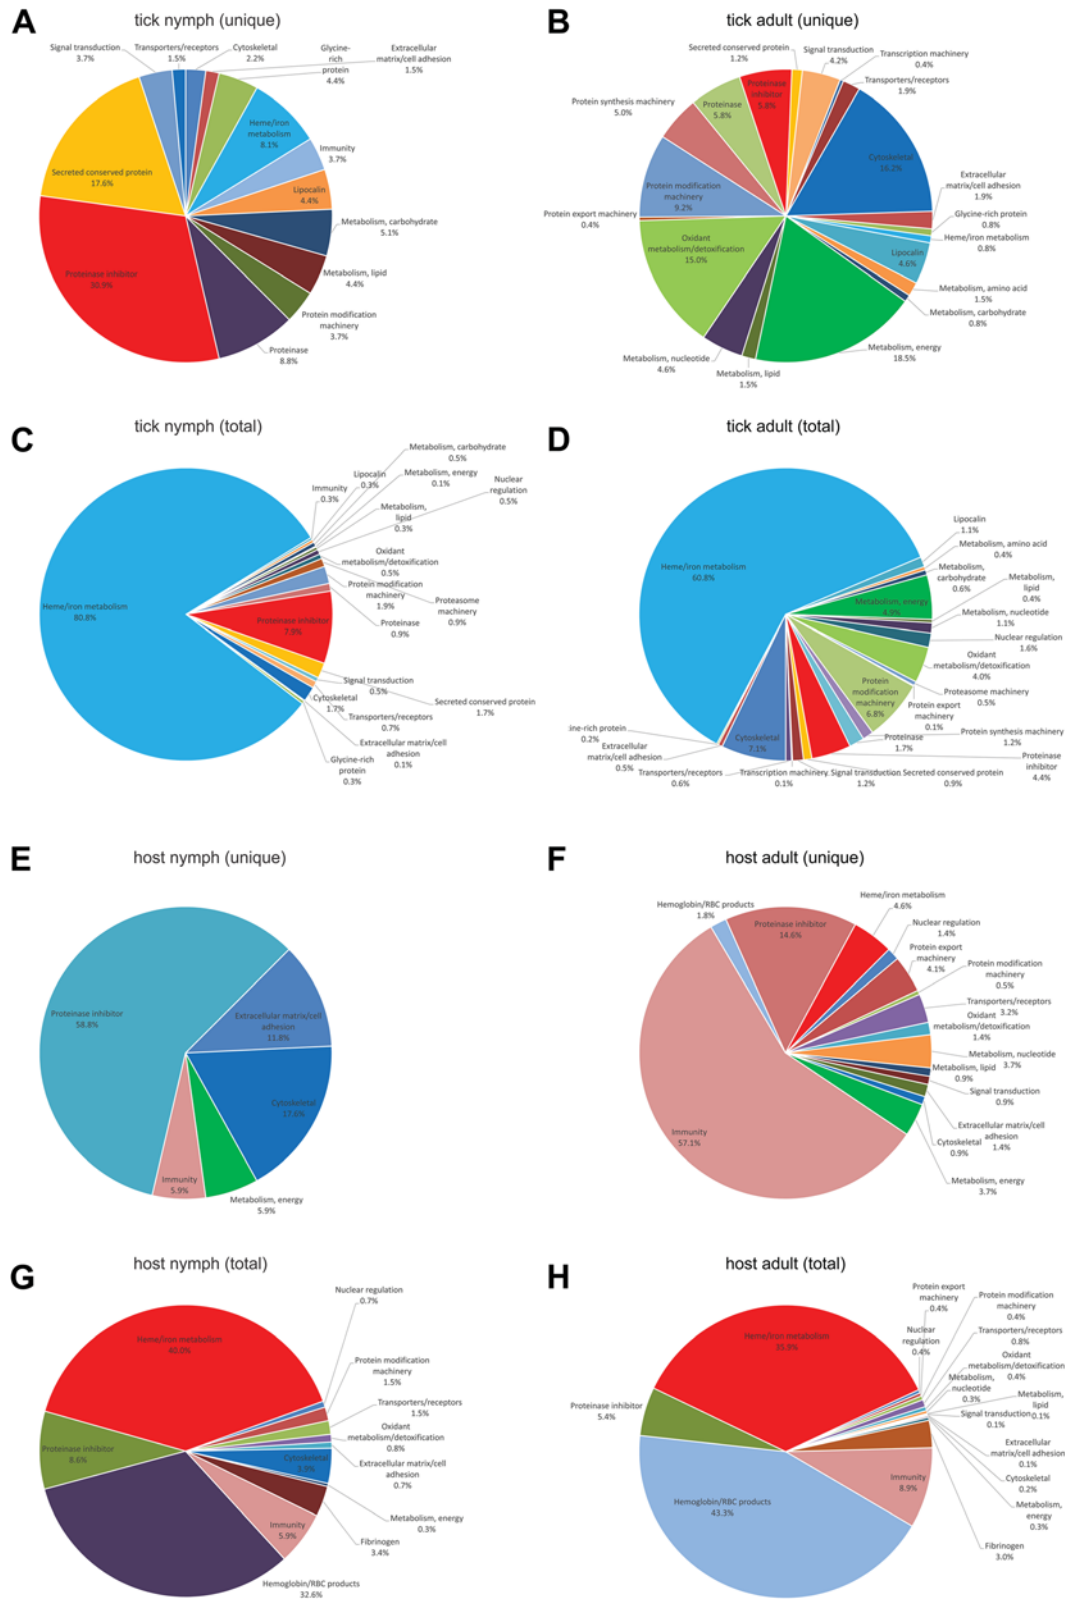 A
tick nymph (unique)
Signal transduction
3.7%
Transporters/receptors
1.5%
Cytoskeletal
2.2%
Glycine-
rich
protein
4.4%
Extracellular
matrix/cell adhesion
1.5%
Heme/iron
metabolism
8.1%
Immunity
3.7%
Lipocalin
4.4%
Metabolism, carbohydrate
5.1%
Metabolism, lipid
4.4%
Protein modification
machinery
3.7%
Proteinase
8.8%
Proteinase inhibitor
30.9%
Secreted conserved protein
17.6%
B
tick adult (unique)
Secreted conserved protein
1.2%
Signal transduction
4.2%
Transcription machinery
0.4%
Transporters/receptors
1.9%
Cytoskeletal
16.2%
Extracellular
matrix/cell adhesion
1.9%
Glycine-rich protein
0.8%
Heme/iron metabolism
0.8%
Lipocalin
4.6%
Metabolism, amino acid
1.5%
Metabolism, carbohydrate
0.8%
Metabolism, energy
18.5%
Metabolism, lipid
1.5%
Metabolism, nucleotide
4.6%
Oxidant
metabolism/detoxification
15.0%
Protein export machinery
0.4%
Protein modification
machinery
9.2%
Protein synthesis machinery
5.0%
Proteinase
5.8%
Proteinase
inhibitor
5.8%
C
tick nymph (total)
Heme/iron metabolism
80.8%
Immunity
0.3%
Lipocalin
0.3%
Metabolism, carbohydrate
0.5%
Metabolism, energy
0.1%
Metabolism,
lipid
0.3%
Nuclear
regulation
0.5%
Oxidant
metabolism/detoxification
0.5%
Protein modification
machinery
1.9%
Proteasome
machinery
0.9%
Proteinase
0.9%
Proteinase inhibitor
7.9%
Signal transduction
0.5%
Secreted conserved protein
1.7%
Cytoskeletal
1.7%
Transporters/receptors
0.7%
Extracellular matrix/cell
adhesion
0.1%
Glycine-rich
protein
0.3%
D
tick adult (total)
Heme/iron metabolism
60.8%
Lipocalin
1.1%
Metabolism, amino acid
0.4%
Metabolism,
carbohydrate
0.6%
Metabolism, energy
4.9%
Metabolism,
lipid
0.4%
Metabolism, nucleotide
1.1%
Nuclear regulation
1.6%
Oxidant
metabolism/detoxification
4.0%
Proteasome machinery
0.5%
Protein export
machinery
0.1%
Protein
modification
machinery
6.8%
Protein synthesis machinery
1.2%
Proteinase
1.7%
Proteinase
inhibitor
4.4%
Secreted conserved protein
0.9%
Signal transduction
1.2%
Transcription machinery
0.1%
Transporters/receptors
0.6%
Cytoskeletal
7.1%
Extracellular
matrix/cell adhesion
0.5%
ine-rich protein
0.2%
E
host nymph (unique)
Proteinase inhibitor
58.8%
Extracellular matrix/cell
adhesion
11.8%
Cytoskeletal
17.6%
Metabolism, energy
5.9%
Immunity
5.9%
F
host adult (unique)
Hemoglobin/RBC products
1.8%
Proteinase inhibitor
14.6%
Heme/iron metabolism
4.6%
Nuclear regulation
1.4%
Protein export
machinery
4.1%
Protein modification
machinery
0.5%
Transporters/receptors
3.2%
Oxidant
metabolism/detoxification
1.4%
Metabolism, nucleotide
3.7%
Metabolism, lipid
0.9%
Signal transduction
0.9%
Extracellular matrix/cell
adhesion
1.4%
Cytoskeletal
0.9%
Metabolism, energy
3.7%
Immunity
57.1%
G
host nymph (total)
Heme/iron metabolism
40.0%
Nuclear regulation
0.7%
Protein modification
machinery
1.5%
Transporters/receptors
1.5%
Oxidant
metabolism/detoxification
0.8%
Extracellular matrix/cell
adhesion
0.7%
Cytoskeletal
3.9%
Metabolism, energy
0.3%
Fibrinogen
3.4%
Immunity
5.9%
Hemoglobin/RBC products
32.6%
Proteinase inhibitor
8.6%
H
host adult (total)
Heme/iron metabolism
35.9%
Protein export
machinery
0.4%
Nuclear
regulation
0.4%
Protein modification
machinery
0.4%
Transporters/receptors
0.8%
Oxidant
metabolism/detoxification
0.4%
Metabolism,
nucleotide
0.3%
Metabolism,
lipid
0.1%
Signal transduction
0.1%
Extracellular
matrix/cell adhesion
0.1%
Cytoskeletal
0.2%
Metabolism,
energy
0.3%
Fibrinogen
3.0%
Immunity
8.9%
Hemoglobin/RBC products
43.3%
Proteinase inhibitor
5.4%